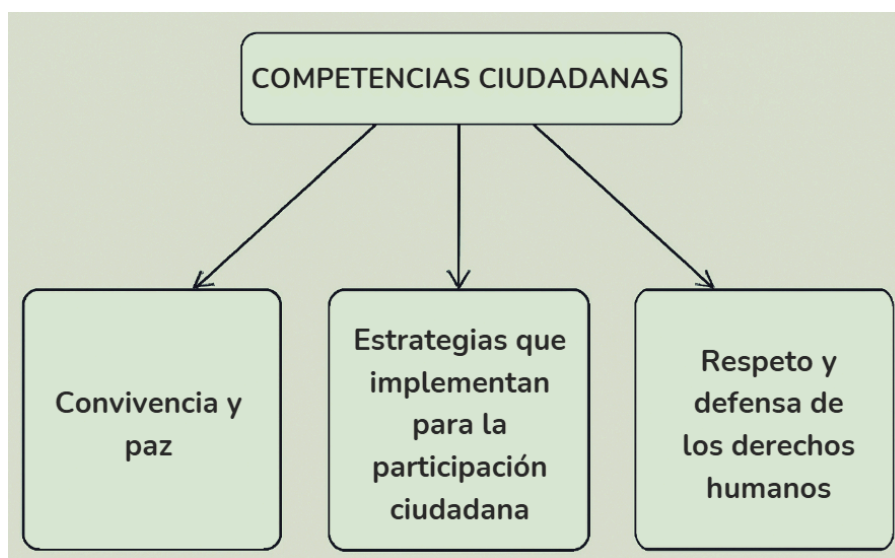 COMPETENCIAS CIUDADANAS
Convivencia y
paz
Estrategias que
implementan
para la
participación
ciudadana
Respeto y
defensa de
los derechos
humanos